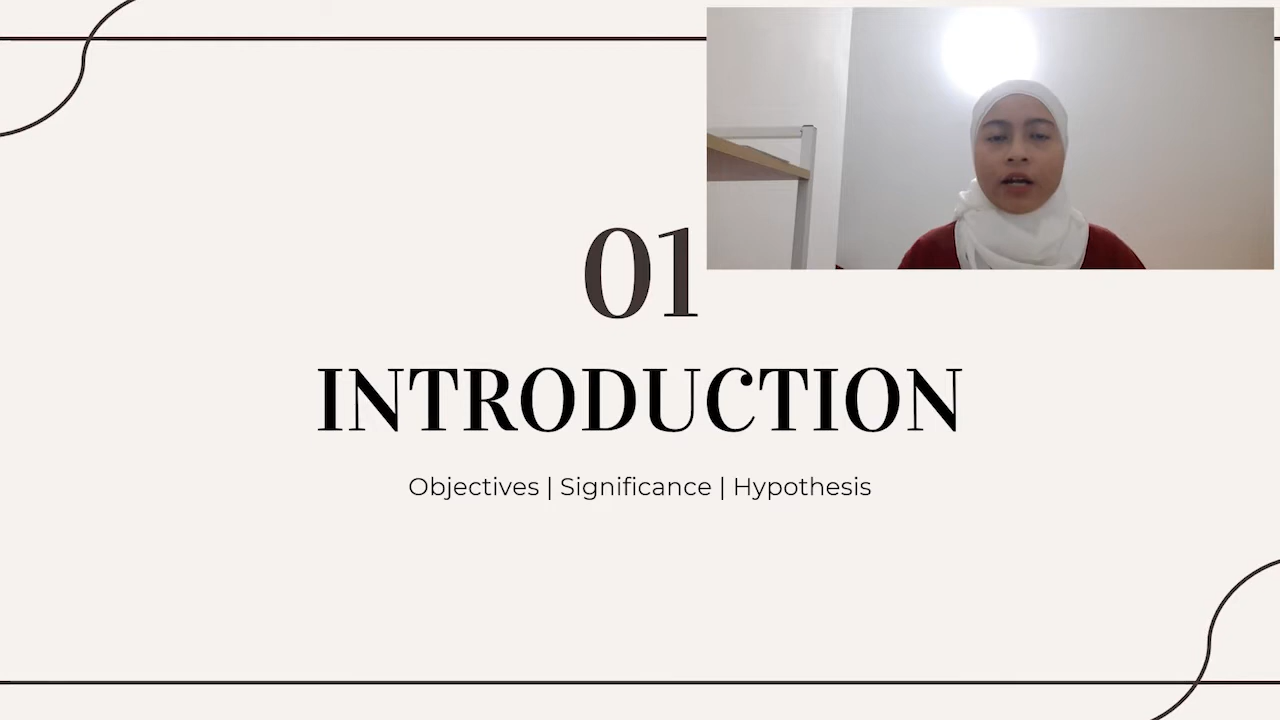 01
INTRODUCTION
Objectives | Significance | Hypothesis